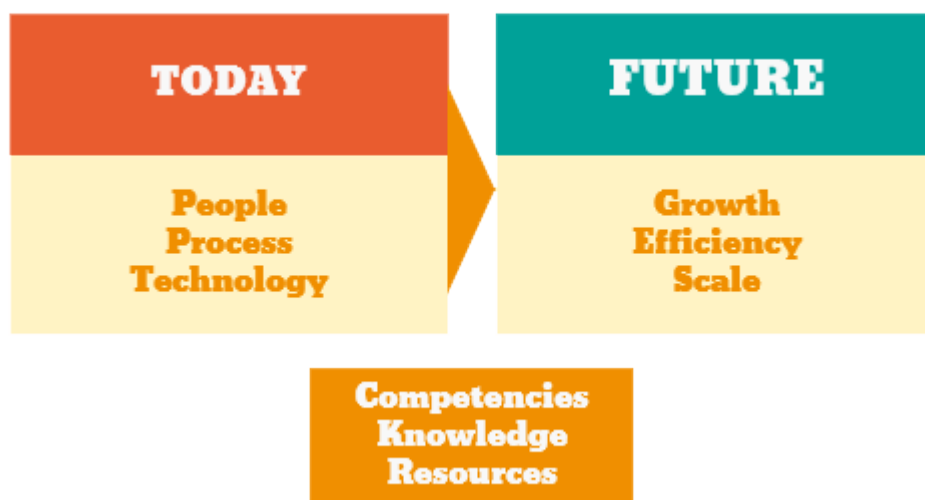 TODAY
People
Process
Technology
FUTURE
Growth
Efficiency
Scale
Competencies
Knowledge
Resources